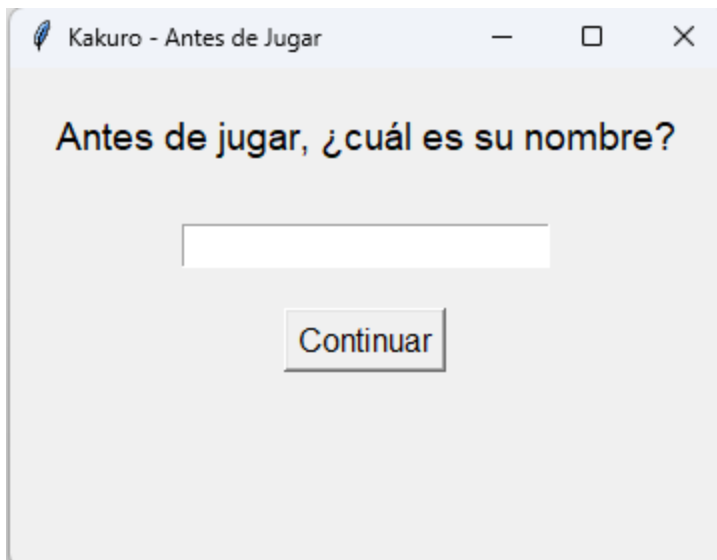 Kakuro - Antes de Jugar
Antes de jugar, ¿cuál es su nombre?
Continuar